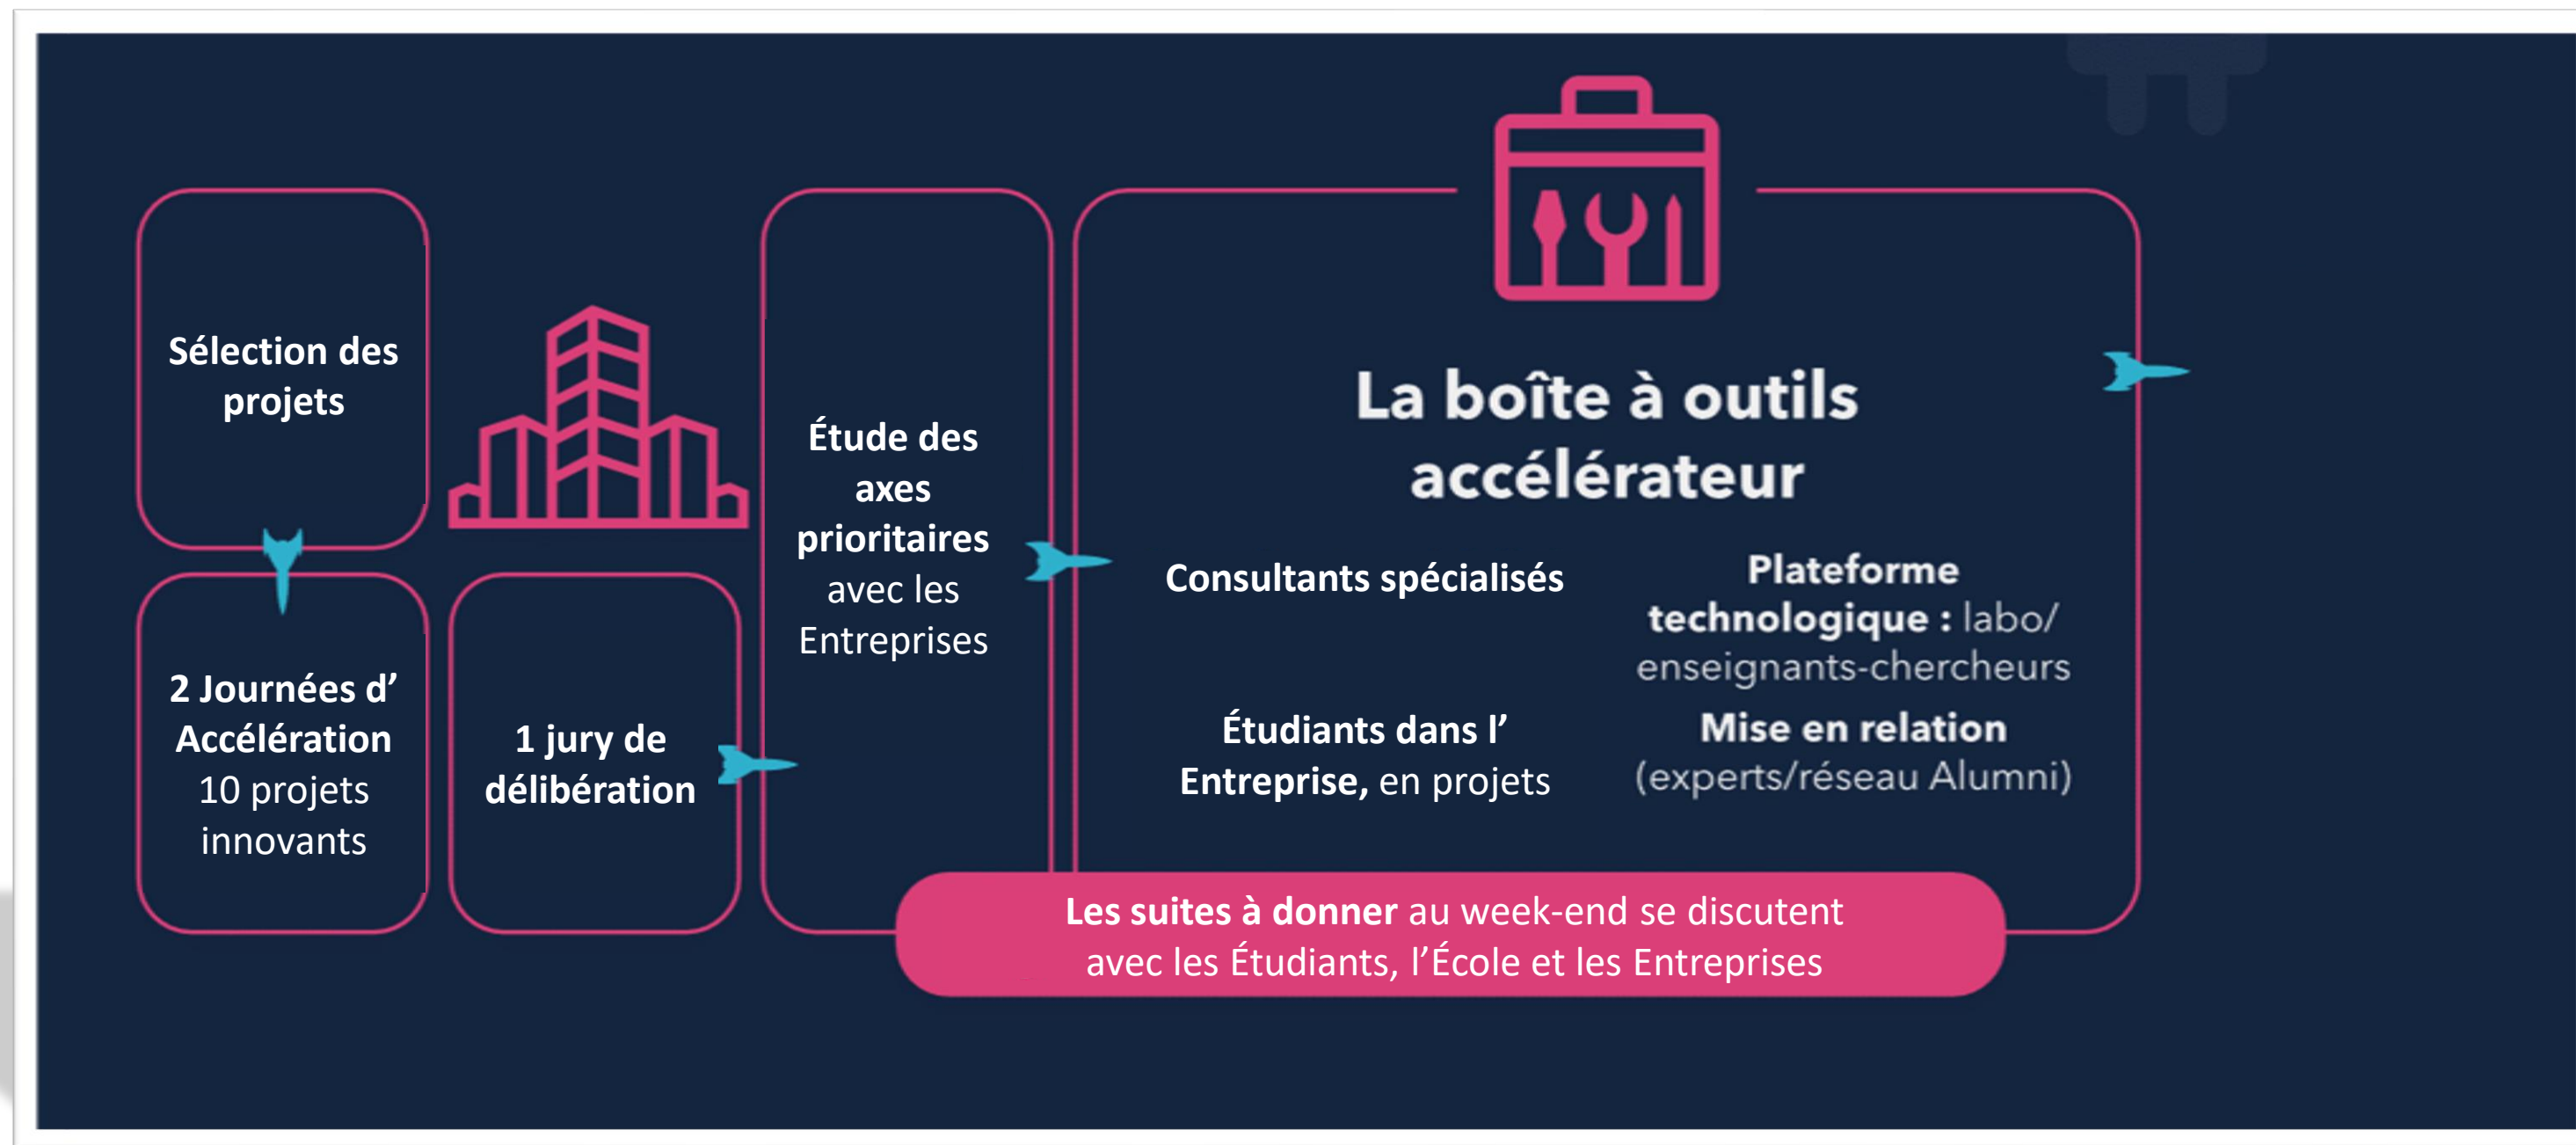 Sélection des
projets
2 Journées d’
Accélération
10 projets
innovants
1 jury de
délibération
Étude des
axes
prioritaires
avec les
Entreprises
La boîte à outils
accélérateur
Consultants spécialisés
Plateforme
technologique : labo/
enseignants-chercheurs
Étudiants dans l’
Entreprise, en projets
Mise en relation
(experts/réseau Alumni)
Les suites à donner au week-end se discutent
avec les Étudiants, l’École et les Entreprises